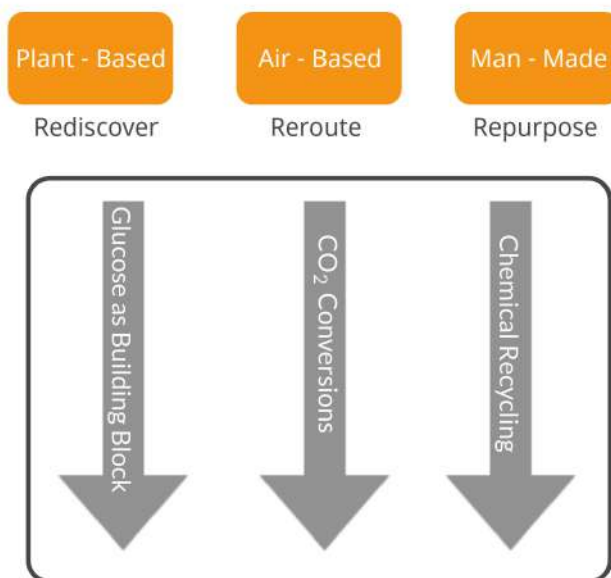 Plant - Based
Air - Based
Man - Made
Rediscover
Reroute
Repurpose
Glucose as Building Block
CO₂ Conversions
Chemical Recycling